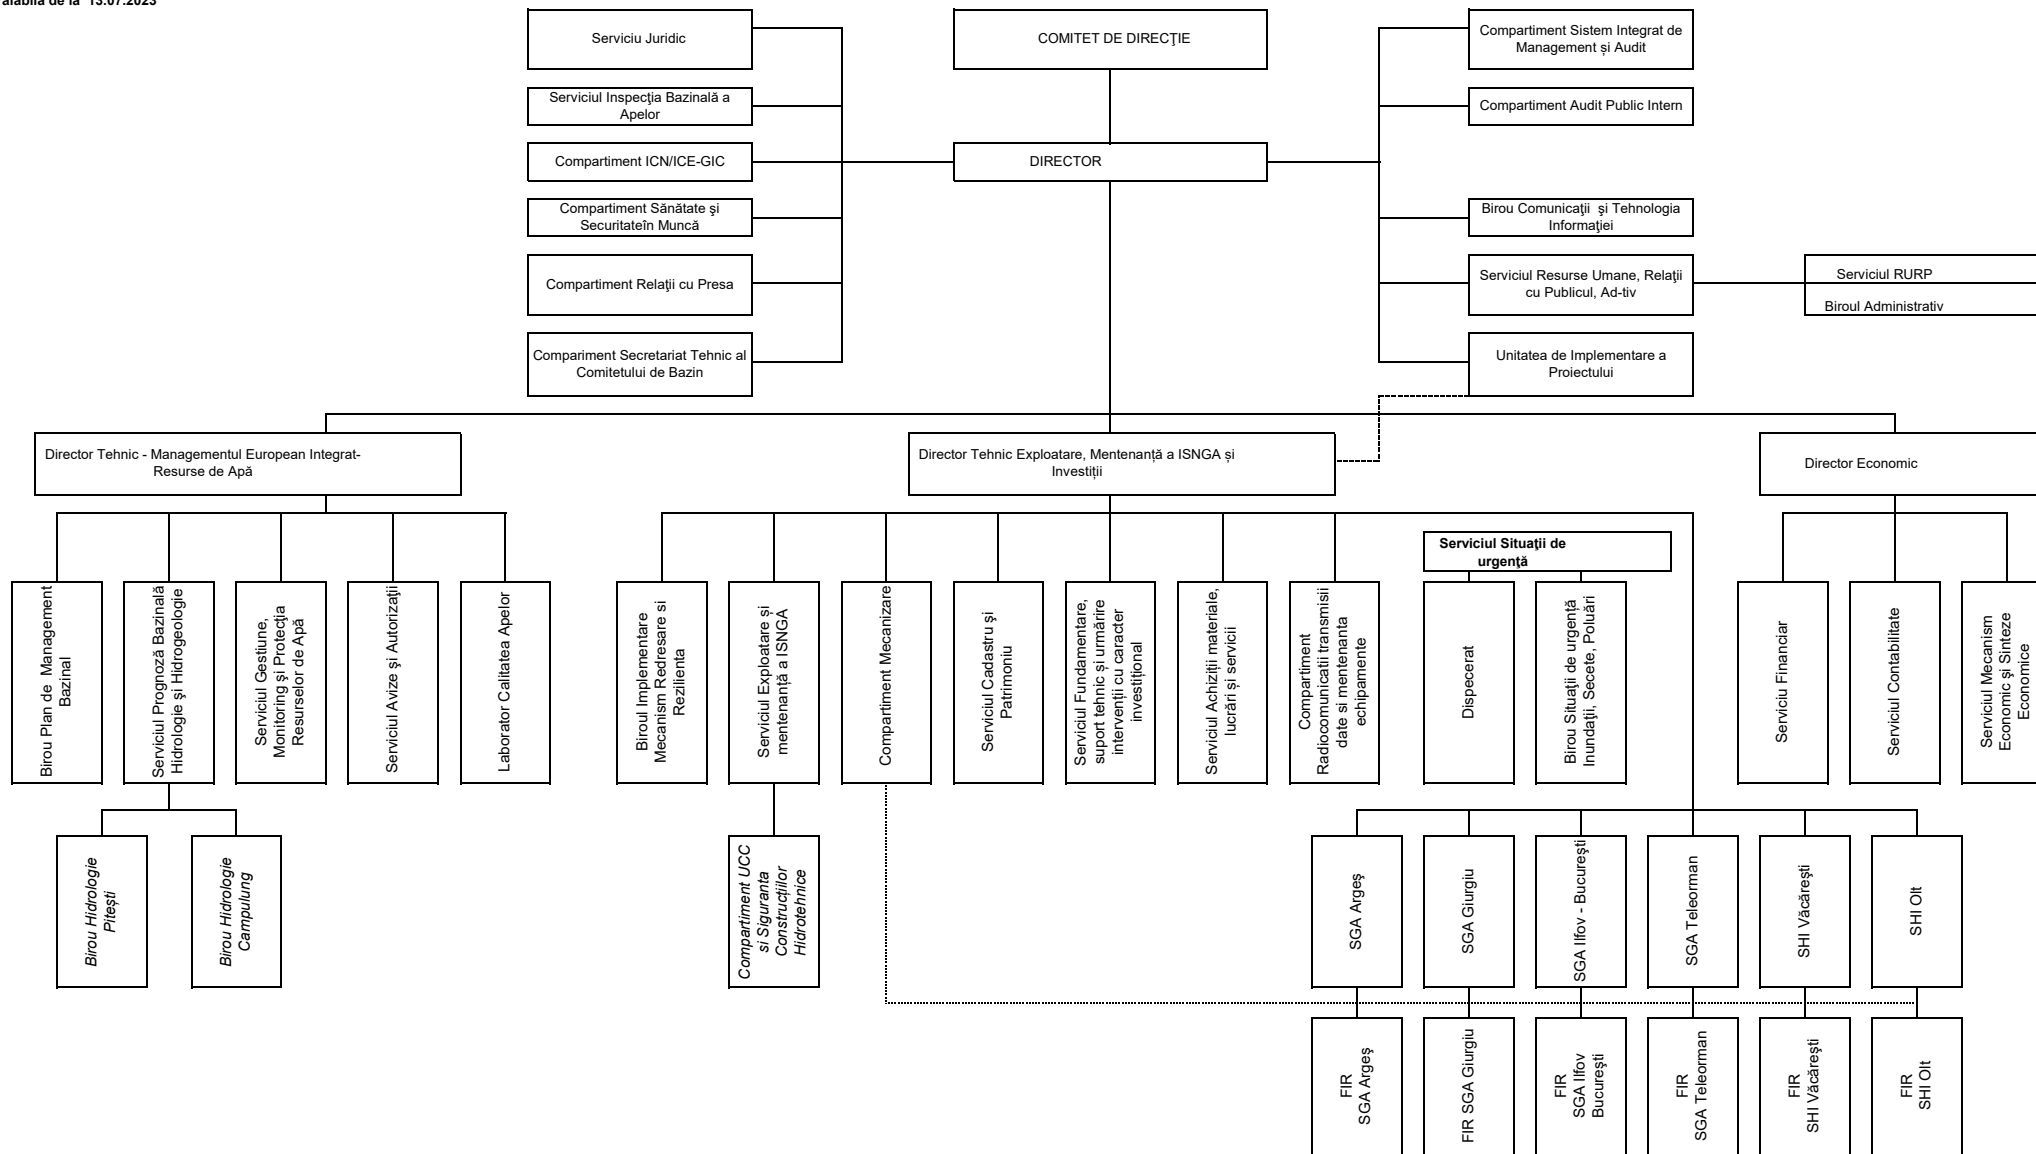 13.07.2023
Serviciu Juridic
COMITET DE DIRECŢIE
Compartiment Sistem Integrat de
Management și Audit
Serviciul Inspecţia Bazinală a
Apelor
Compartiment Audit Public Intern
Compartiment ICN/ICE-GIC
DIRECTOR
Compartiment Sănătate şi
Securitateîn Muncă
Birou Comunicaţii şi Tehnologia
Informaţiei
Compartiment Relaţii cu Presa
Serviciul Resurse Umane, Relaţi
cu Publicul, Ad-tiv
Serviciul RURP
Biroul Administrativ
Compariment Secretariat Tehnic al
Comitetului de Bazin
Unitatea de Implementare a
Proiectului
Director Tehnic - Managementul European Integrat-
Resurse de Apă
Director Tehnic Exploatare, Mentenanță a ISNGA și
Investiții
Director Economic
Serviciul Situaţii de
urgenţă
Birou Plan de Management
Bazinal
Serviciul Prognoză Bazinală
Hidrologie şi Hidrogeologie
Serviciul Gestiune,
Monitoring şi Protecţia
Resurselor de Apă
Serviciul Avize şi Autorizaţii
Laborator Calitatea Apelor
Biroul Implementare
Mecanism Redresare si
Rezilienta
Serviciul Exploatare și
mentenanță a ISNGA
Compartiment Mecanizare
Serviciul Cadastru şi
Patrimoniu
Serviciul Fundamentare,
suport tehnic și urmărire
intervenții cu caracter
investițional
Serviciul Achiziții materiale,
lucrări și servicii
Compartiment
Radiocomunicatii transmisii
date si mentenanta
echipamente
Dispecerat
Birou Situaţii de urgență
Inundaţii, Secete, Poluări
Serviciu Financiar
Serviciul Contabilitate
Serviciul Mecanism
Economic şi Sinteze
Economice
Birou Hidrologie
Pitești
Birou Hidrologie
Campulung
Compartiment UCC
si Siguranta
Construcțiilor
Hidrotehnice
SGA Argeş
SGA Giurgiu
SGA Ilfov - Bucureşti
SGA Teleorman
SHI Văcăreşti
SHI Olt
FIR
SGA Argeş
FIR SGA Giurgiu
FIR
SGA Ilfov
Bucureşti
FIR
SGA Teleorman
FIR
SHI Văcăreşti
FIR
SHI Olt